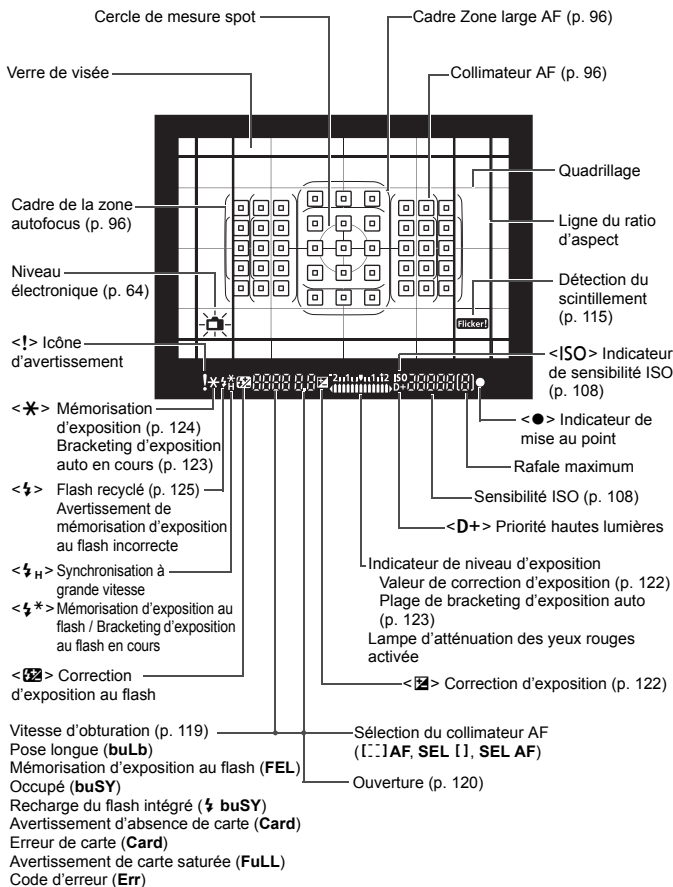 Cercle de mesure spot
Cadre Zone large AF (p. 96)
Verre de visée
Collimateur AF (p. 96)
Quadrillage
Cadre de la zone
autofocus (p. 96)
Ligne du ratio
d'aspect
Niveau
électronique (p. 64)
Détection du
scintillement
(p. 115)
Flicker!
<!> Icône
d'avertissement
<ISO> Indicateur
de sensibilité ISO
(p. 108)
<✱> Mémorisation
d'exposition (p. 124)
Bracketing d'exposition
auto en cours (p. 123)
<●> Indicateur de
mise au point
Rafale maximum
<⚡> Flash recyclé (p. 125)
Avertissement de
mémorisation d'exposition
au flash incorrecte
Sensibilité ISO (p. 108)
<D+> Priorité hautes lumières
<⚡H> Synchronisation à
grande vitesse
<⚡*> Mémorisation d'exposition au
flash / Bracketing d'exposition
au flash en cours
Indicateur de niveau d'exposition
Valeur de correction d'exposition (p. 122)
Plage de bracketing d'exposition auto
(p. 123)
Lampe d'atténuation des yeux rouges
activée
< > Correction
d'exposition au flash
< > Correction d'exposition (p. 122)
Vitesse d'obturation (p. 119)
Pose longue (buLb)
Mémorisation d'exposition au flash (FEL)
Occupé (buSY)
Recharge du flash intégré (⚡ buSY)
Avertissement d'absence de carte (Card)
Erreur de carte (Card)
Avertissement de carte saturée (FuLL)
Code d'erreur (Err)
Sélection du collimateur AF
([ ] AF, SEL [ ], SEL AF)
Ouverture (p. 120)